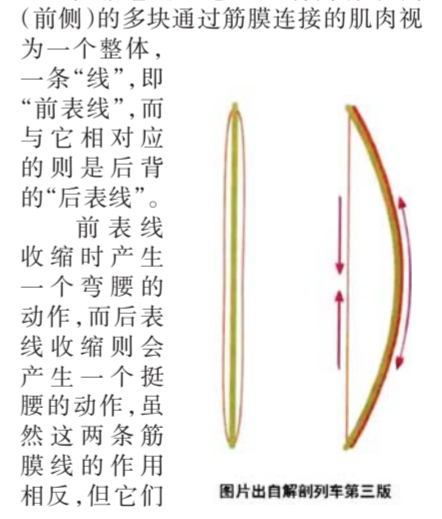 (前侧)的多块通过筋膜连接的肌肉视
为一个整体，
一条“线”，即
“前表线”，而
与它相对应
的则是后背
的“后表线”。
前表线
收缩时产生
一个弯腰的
动作，而后表
线收缩则会
产生一个挺
腰的动作，虽
然这两条筋
膜线的作用
相反，但它们
图片出自解剖列车第三版